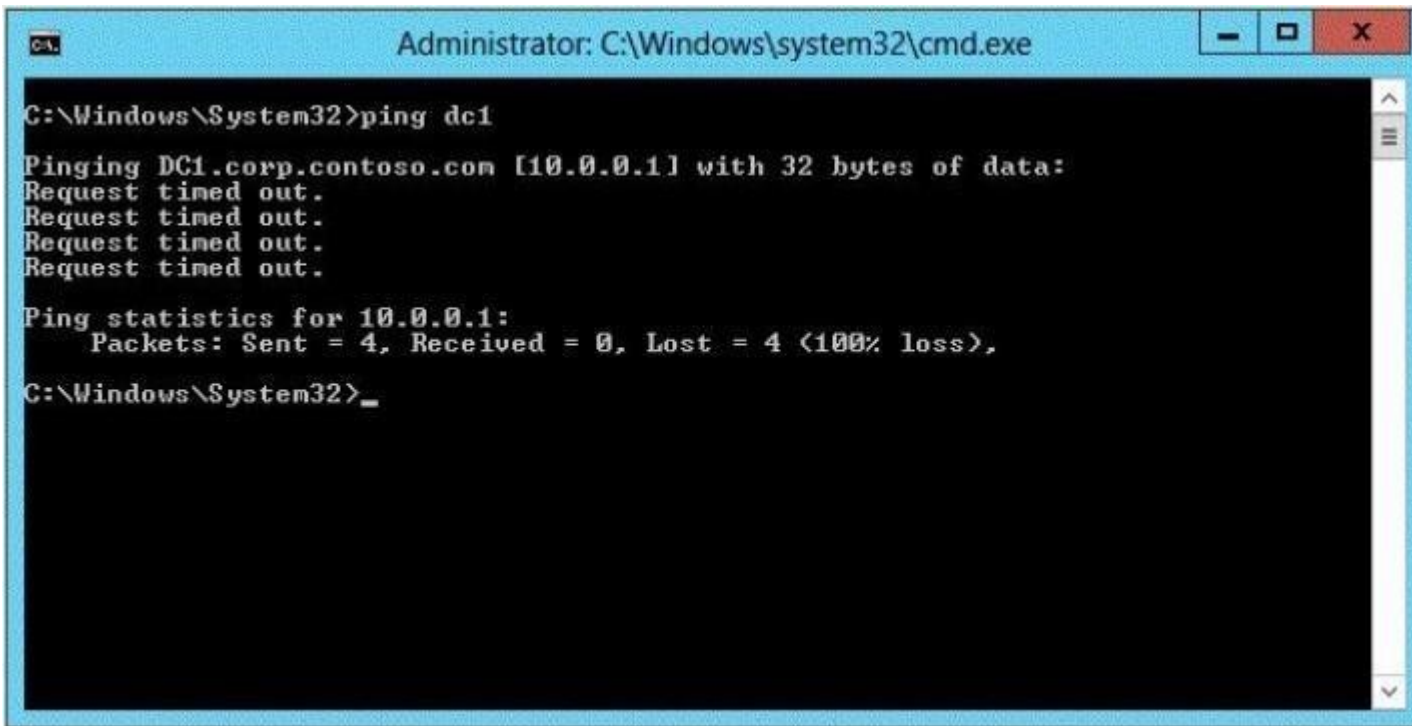 Administrator: C:\Windows\system32\cmd.exe
C:\Windows\System32>ping dc1
Pinging DC1.corp.contoso.com [10.0.0.1] with 32 bytes of data:
Request timed out.
Request timed out.
Request timed out.
Request timed out.
Ping statistics for 10.0.0.1:
    Packets: Sent = 4, Received = 0, Lost = 4 (100% loss),
C:\Windows\System32>_